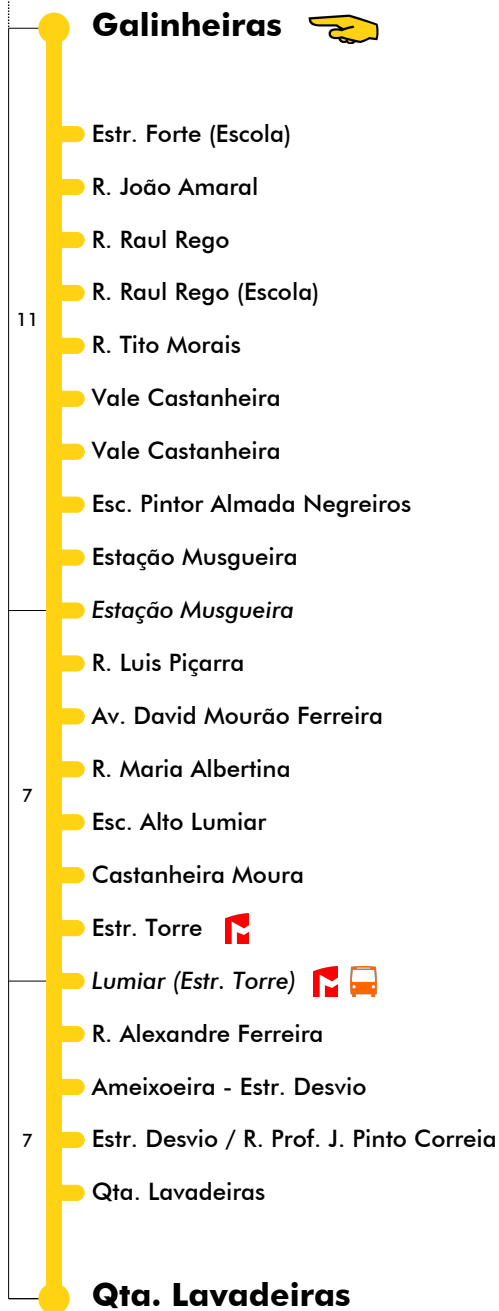 Galinheiras
Estr. Forte (Escola)
R. João Amaral
R. Raul Rego
R. Raul Rego (Escola)
11
R. Tito Morais
Vale Castanheira
Vale Castanheira
Esc. Pintor Almada Negreiros
Estação Musgueira
Estação Musgueira
R. Luis Piçarra
Av. David Mourão Ferreira
R. Maria Albertina
7
Esc. Alto Lumiar
Castanheira Moura
Estr. Torre
Lumiar (Estr. Torre)
R. Alexandre Ferreira
Ameixoeira - Estr. Desvio
7 Estr. Desvio / R. Prof. J. Pinto Correia
Qta. Lavadeiras
Qta. Lavadeiras